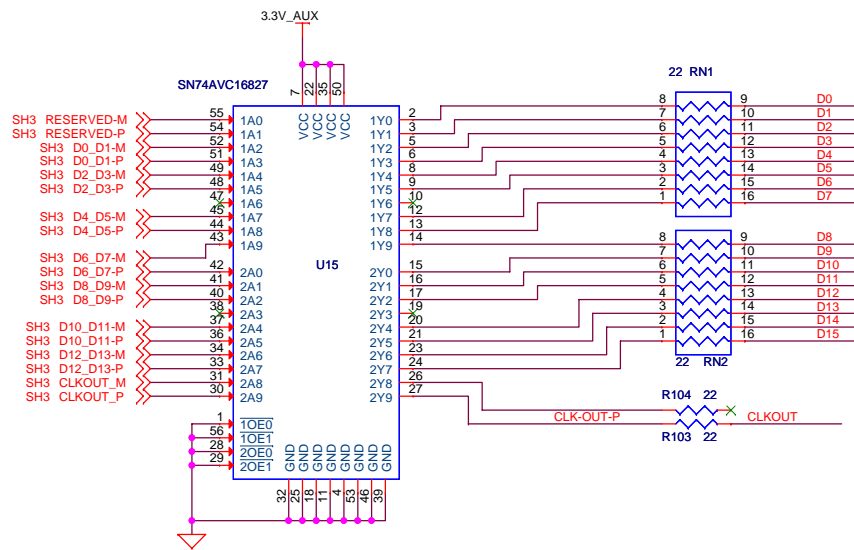 3.3V_AUX
SN74AVC16827
7 22 35 50
VCC VCC VCC VCC
22 RN1
SH3 RESERVED-M 55 1A0 1Y0 2 8 9 D0
SH3 RESERVED-P 54 1A1 1Y1 3 7 10 D1
SH3 D0_D1-M 52 1A2 1Y2 5 6 11 D2
SH3 D0_D1-P 51 1A3 1Y3 6 5 12 D3
SH3 D2_D3-M 49 1A4 1Y4 8 4 13 D4
SH3 D2_D3-P 48 1A5 1Y5 9 3 14 D5
47 1A6 1Y6 10 2 15 D6
SH3 D4_D5-M 45 1A7 1Y7 12 1 16 D7
SH3 D4_D5-P 44 1A8 1Y8 13
SH3 D6_D7-M 43 1A9 1Y9 14 8 9 D8
U15
SH3 D6_D7-P 42 2A0 2Y0 15 7 10 D9
SH3 D8_D9-M 41 2A1 2Y1 16 6 11 D10
SH3 D8_D9-P 40 2A2 2Y2 17 5 12 D11
38 2A3 2Y3 19 4 13 D12
SH3 D10_D11-M 37 2A4 2Y4 20 3 14 D13
SH3 D10_D11-P 36 2A5 2Y5 21 2 15 D14
SH3 D12_D13-M 34 2A6 2Y6 23 1 16 D15
SH3 D12_D13-P 33 2A7 2Y7 24 22 RN2
SH3 CLKOUT_M 31 2A8 2Y8 26
SH3 CLKOUT_P 30 2A9 2Y9 27
R104 22
CLK-OUT-P CLKOUT
R103 22
1 1OE0
56 1OE1
28 2OE0
29 2OE1
GND GND GND GND GND GND GND GND
32 25 18 11 4 53 46 39